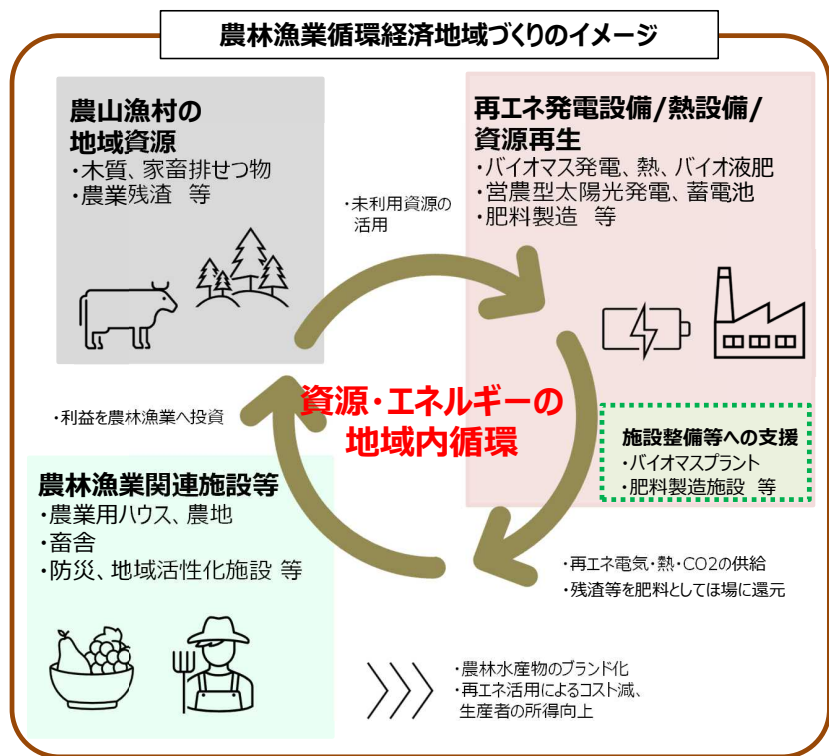 農林漁業循環経済地域づくりのイメージ
農山漁村の
地域資源
・木質、家畜排せつ物
・農業残渣 等
・未利用資源の
活用
再エネ発電設備/熱設備/
資源再生
・バイオマス発電、熱、バイオ液肥
・営農型太陽光発電、蓄電池
・肥料製造 等
資源・エネルギーの
地域内循環
施設整備等への支援
・バイオマスプラント
・肥料製造施設 等
・再エネ電気・熱・CO2の供給
・残渣等を肥料としてほ場に還元
・利益を農林漁業へ投資
農林漁業関連施設等
・農業用ハウス、農地
・畜舎
・防災、地域活性化施設 等
・農林水産物のブランド化
・再エネ活用によるコスト減、
生産者の所得向上